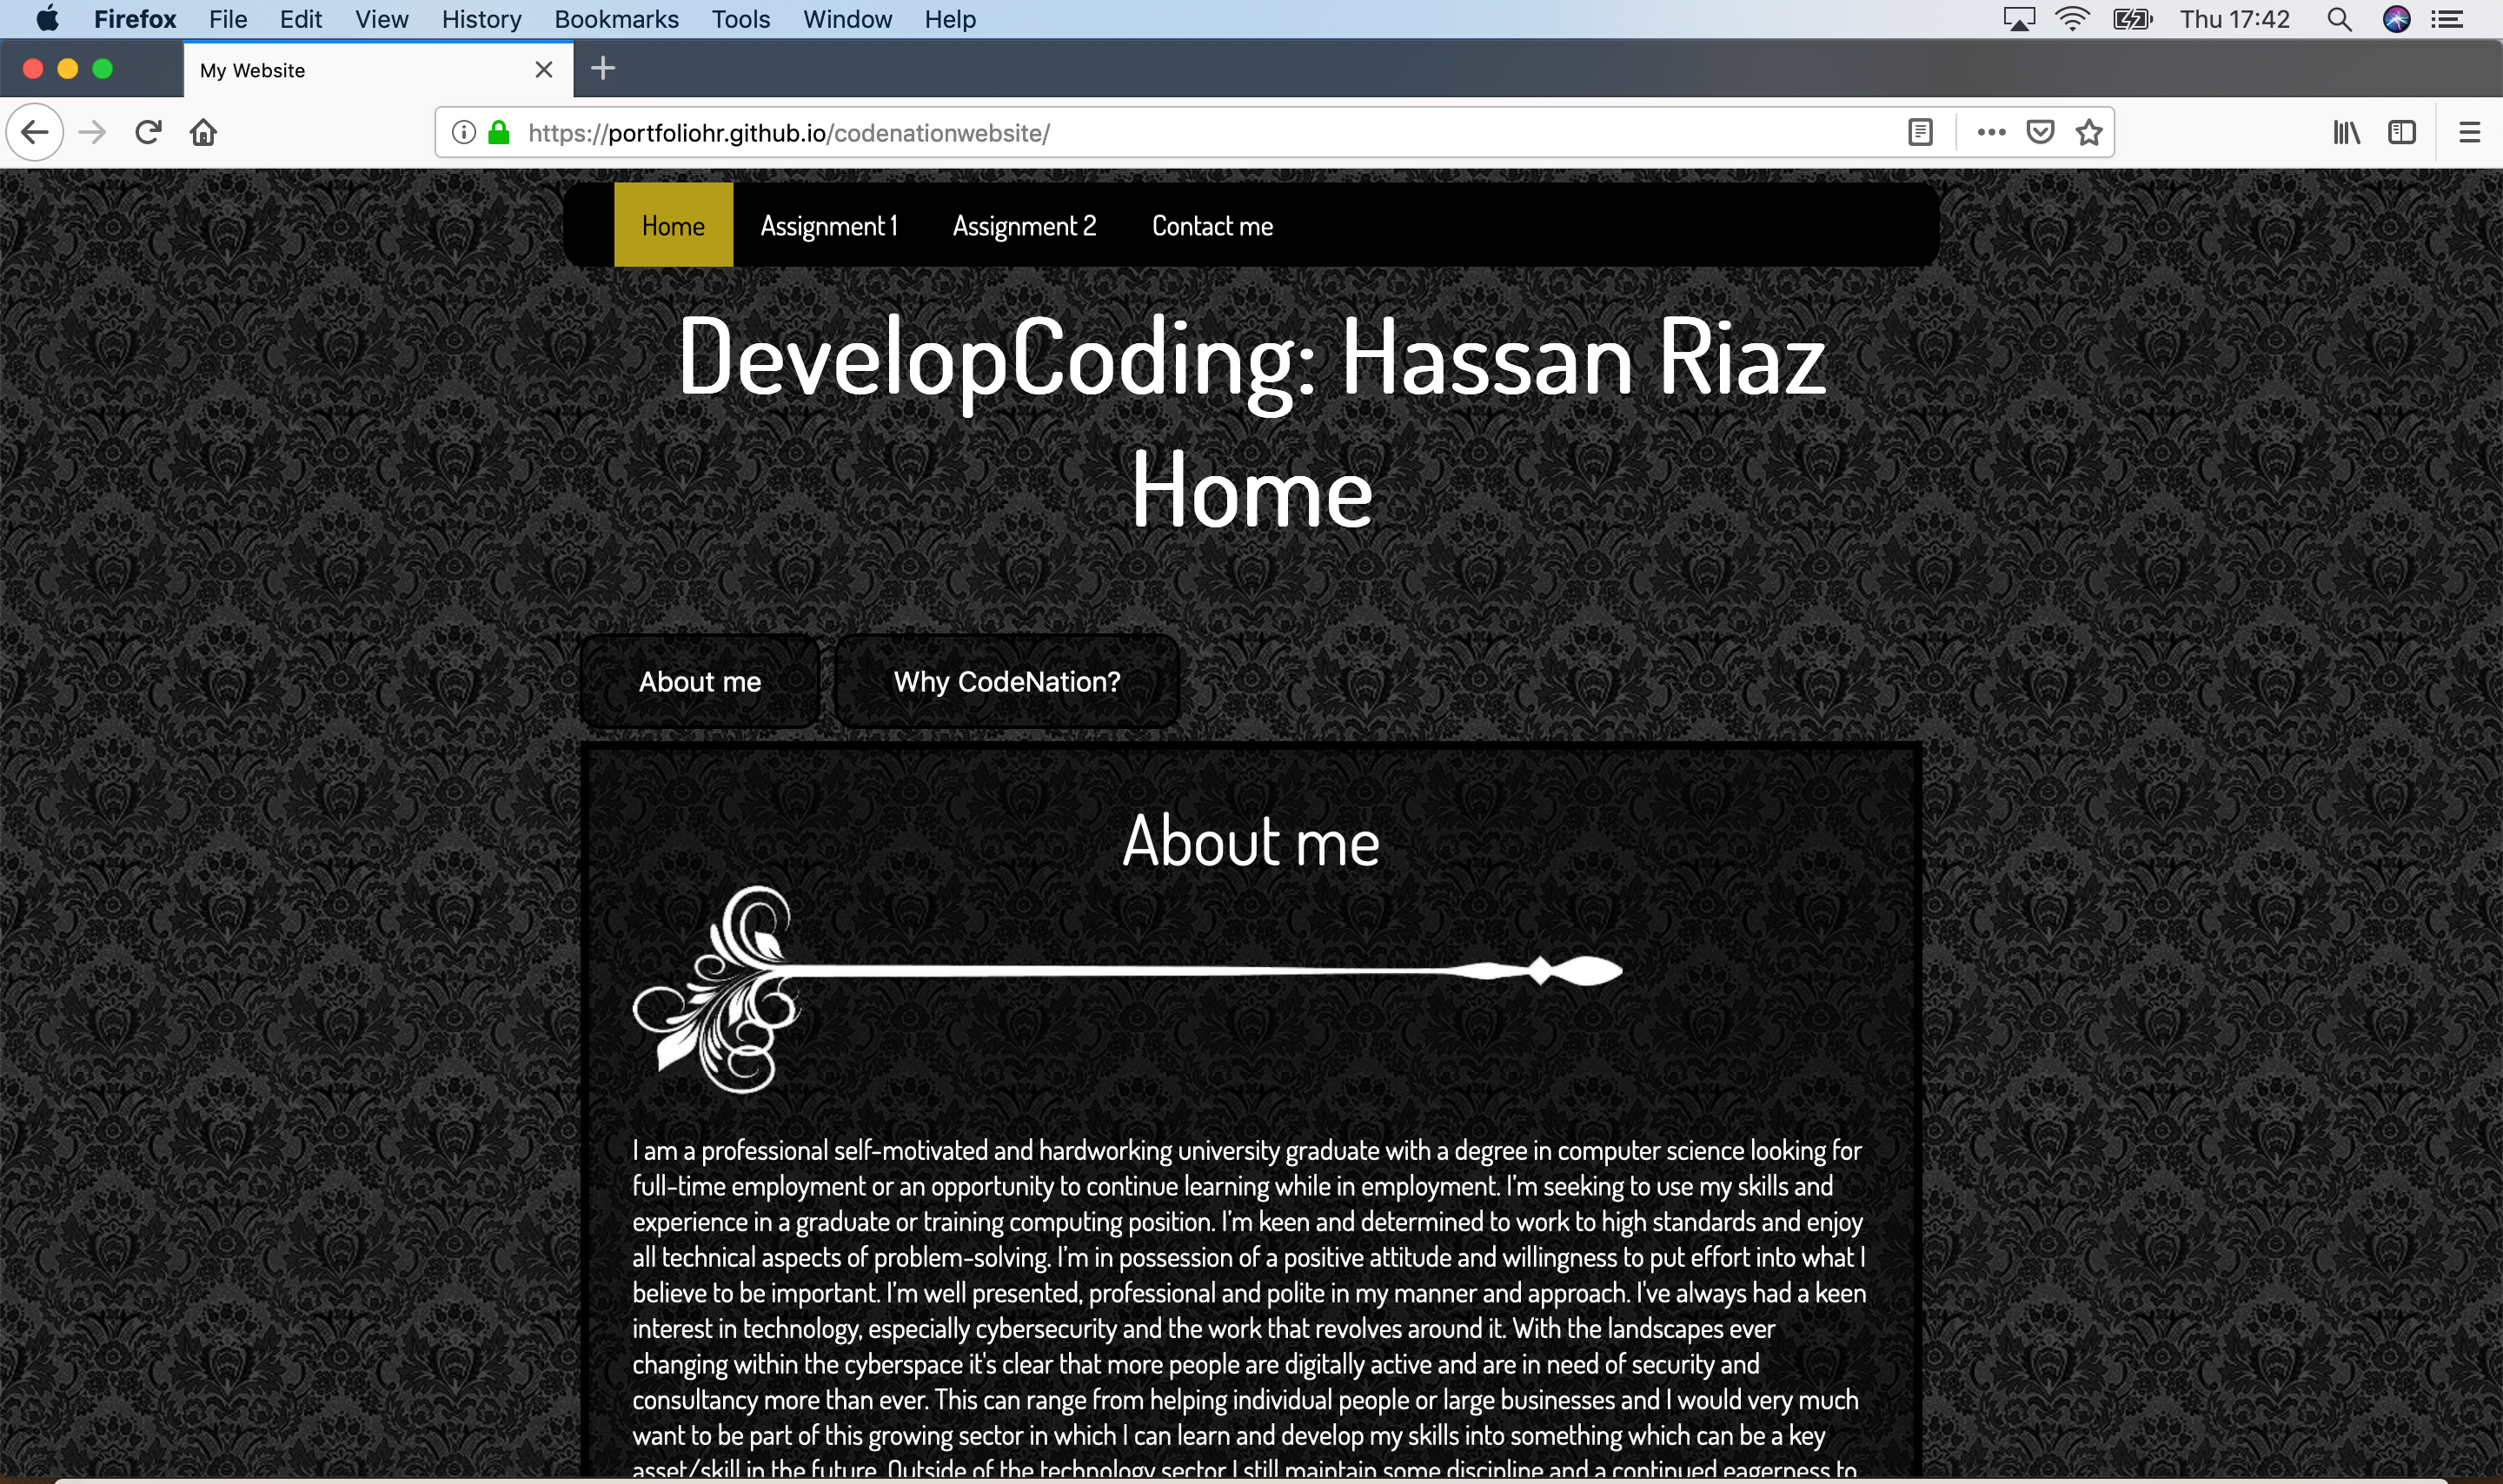 Firefox File Edit View History Bookmarks Tools Window Help Thu 17:42
My Website
https://portfoliohr.github.io/codenationwebsite/
Home Assignment 1 Assignment 2 Contact me
DevelopCoding: Hassan Riaz
Home
About me Why CodeNation?
About me
I am a professional self-motivated and hardworking university graduate with a degree in computer science looking for
full-time employment or an opportunity to continue learning while in employment. I'm seeking to use my skills and
experience in a graduate or training computing position. I'm keen and determined to work to high standards and enjoy
all technical aspects of problem-solving. I'm in possession of a positive attitude and willingness to put effort into what I
believe to be important. I'm well presented, professional and polite in my manner and approach. I've always had a keen
interest in technology, especially cybersecurity and the work that revolves around it. With the landscapes ever
changing within the cyberspace it's clear that more people are digitally active and are in need of security and
consultancy more than ever. This can range from helping individual people or large businesses and I would very much
want to be part of this growing sector in which I can learn and develop my skills into something which can be a key
asset/skill in the future. Outside of the technology sector I still maintain some discipline and a continued eagerness to